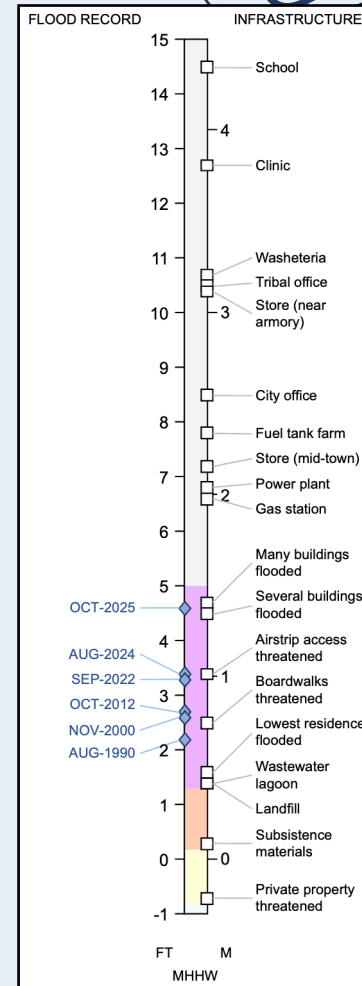 FLOOD RECORD
INFRASTRUCTURE
15
14
13
12
11
10
9
8
7
6
5
4
3
2
1
0
-1
4
3
2
1
0
School
Clinic
Washeteria
Tribal office
Store (near
armory)
City office
Fuel tank farm
Store (mid-town)
Power plant
Gas station
Many buildings
flooded
Several buildings
flooded
Airstrip access
threatened
Boardwalks
threatened
Lowest residence
flooded
Wastewater
lagoon
Landfill
Subsistence
materials
Private property
threatened
OCT-2025
AUG-2024
SEP-2022
OCT-2012
NOV-2000
AUG-1990
FT
M
MHHW